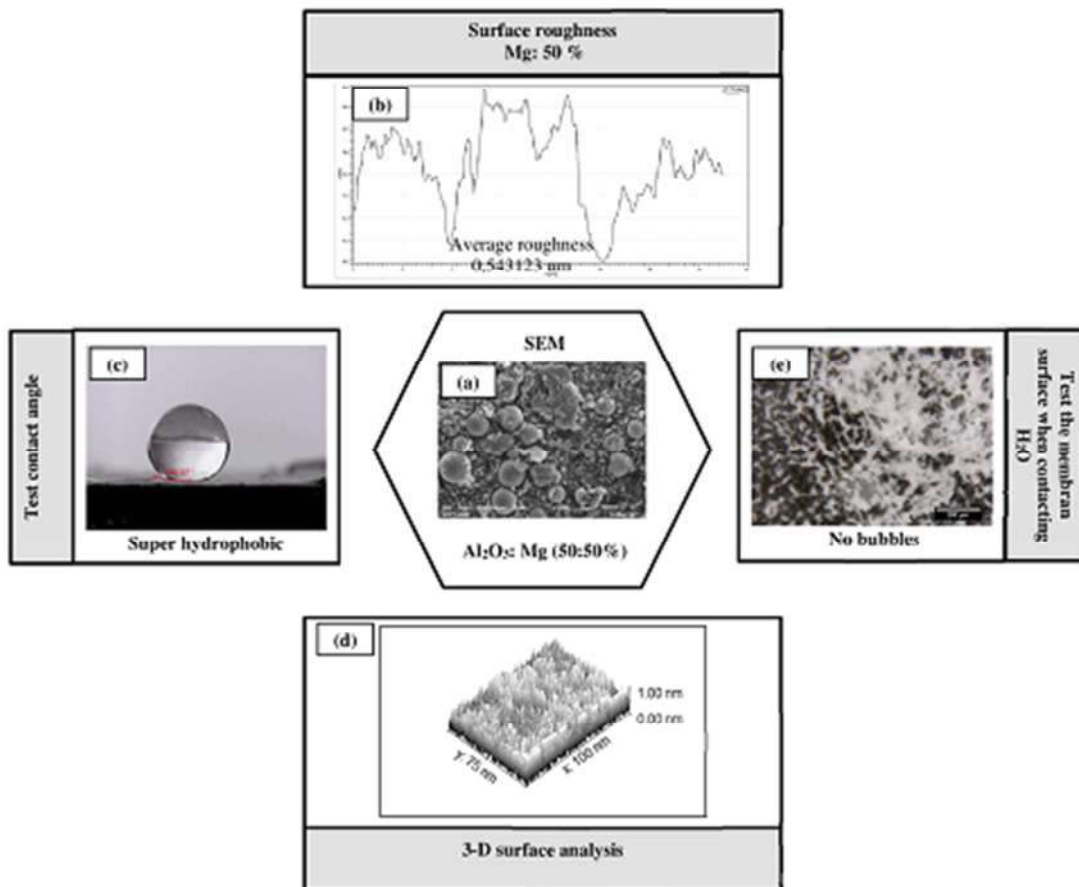 Surface roughness
Mg: 50 %
(b)
Average roughness
0.543123 nm
Test contact angle
(c)
Super hydrophobic
SEM
(a)
Al₂O₃: Mg (50:50%)
(e)
No bubbles
Test the membran
surface when contacting
H₂O
(d)
1.00 nm
0.00 nm
y: 75 nm
x: 100 nm
3-D surface analysis